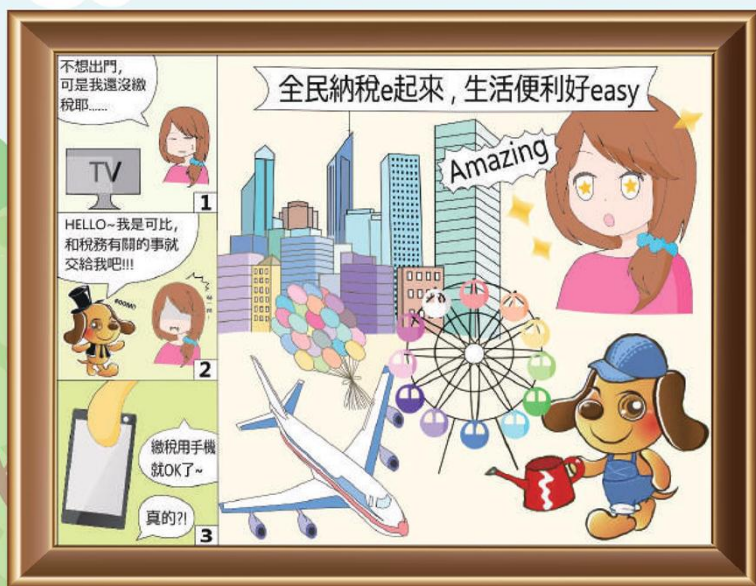 不想出門,
可是我還沒繳
稅耶......
TV
1
HELLO~我是可比,
和稅務有關的事就
交給我吧!!!
BOOM!!
2
繳稅用手機
就OK了~
真的?!
3
全民納稅e起來,生活便利好easy
Amazing